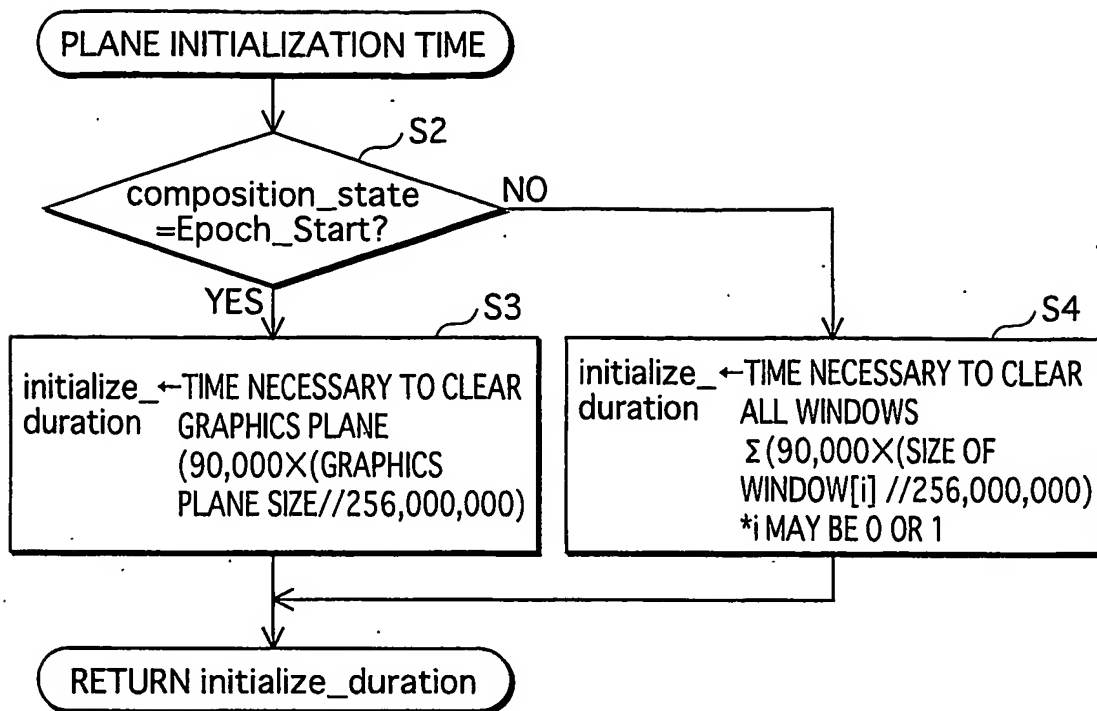 PLANE INITIALIZATION TIME
S2
composition_state
=Epoch_Start?
NO
YES
S3
initialize_←TIME NECESSARY TO CLEAR
duration GRAPHICS PLANE
(90,000×(GRAPHICS
PLANE SIZE//256,000,000)
S4
initialize_←TIME NECESSARY TO CLEAR
duration ALL WINDOWS
Σ(90,000×(SIZE OF
WINDOW[i] //256,000,000)
*i MAY BE 0 OR 1
RETURN initialize_duration